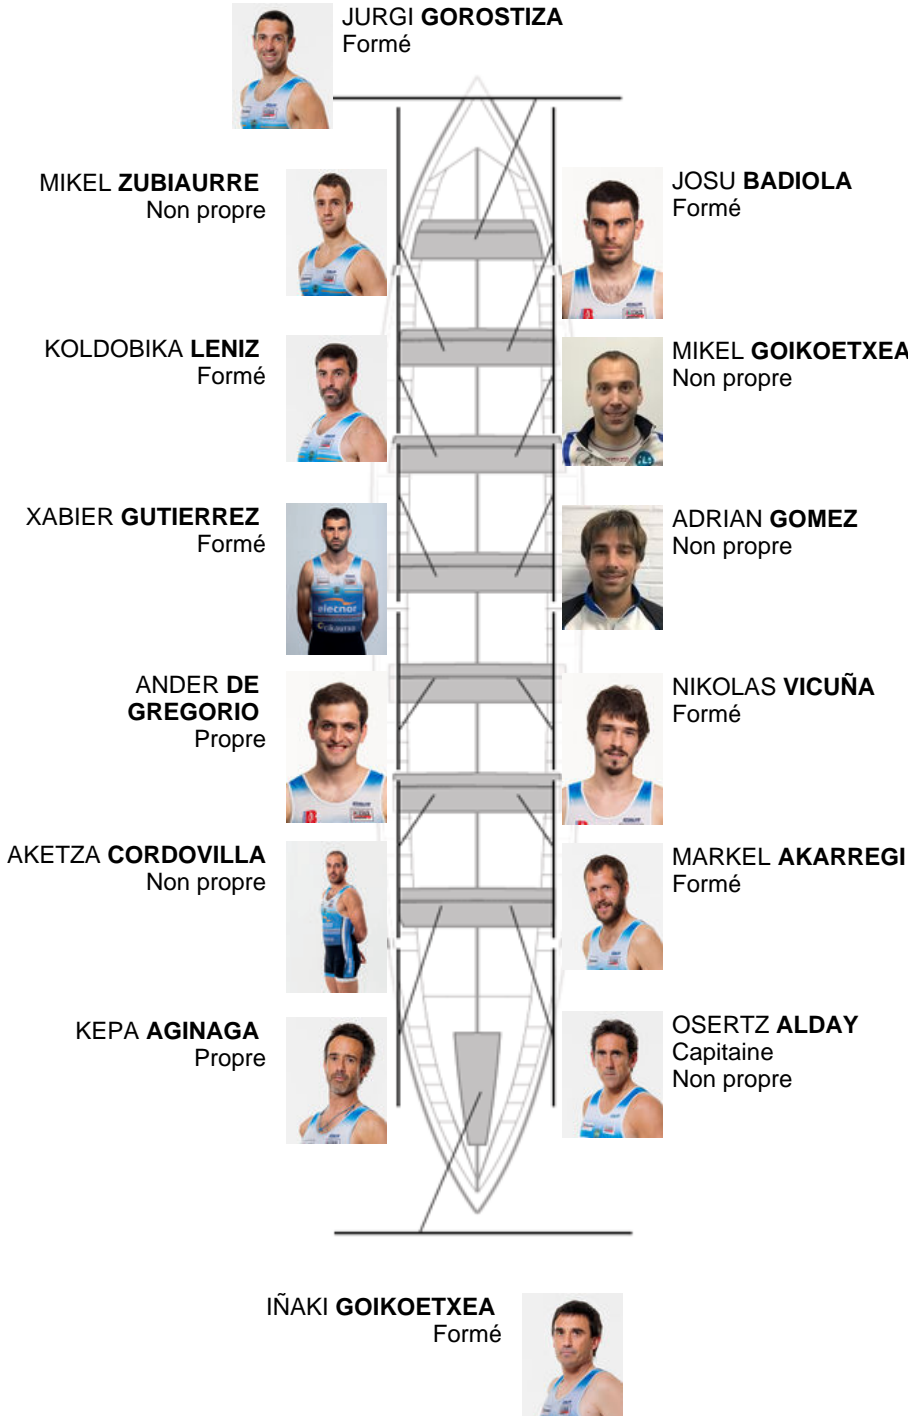 JURGI GOROSTIZA
Formé
MIKEL ZUBIAURRE
Non propre
JOSU BADIOLA
Formé
KOLDOBIKA LENIZ
Formé
MIKEL GOIKOETXEA
Non propre
XABIER GUTIERREZ
Formé
elecnor
ADRIAN GOMEZ
Non propre
ANDER DE
GREGORIO
Propre
NIKOLAS VICUÑA
Formé
AKETZA CORDOVILLA
Non propre
MARKEL AKARREGI
Formé
KEPA AGINAGA
Propre
OSERTZ ALDAY
Capitaine
Non propre
IÑAKI GOIKOETXEA
Formé